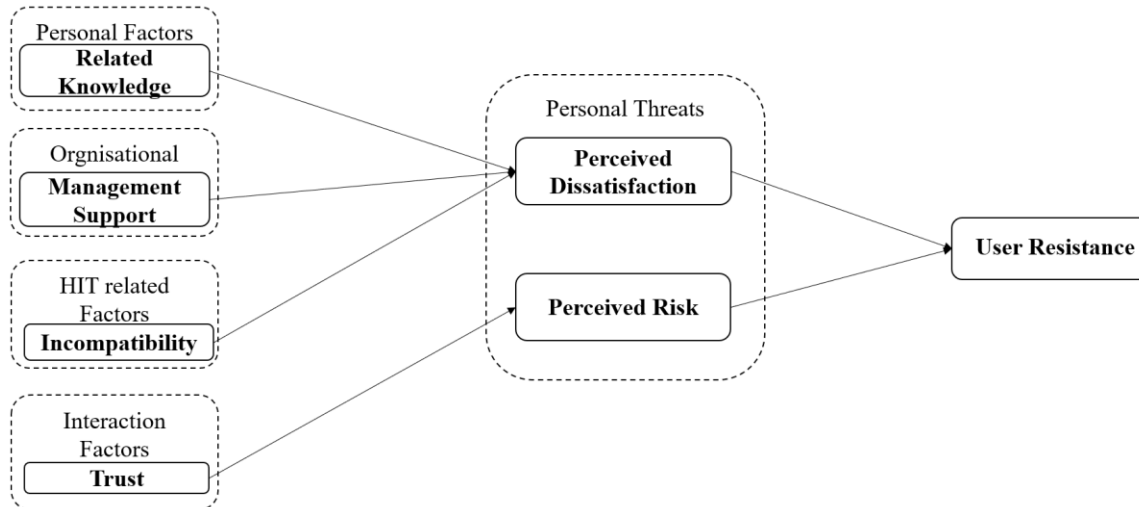 Personal Factors
Related
Knowledge
Orgnisational
Management
Support
HIT related
Factors
Incompatibility
Interaction
Factors
Trust
Personal Threats
Perceived
Dissatisfaction
Perceived Risk
User Resistance